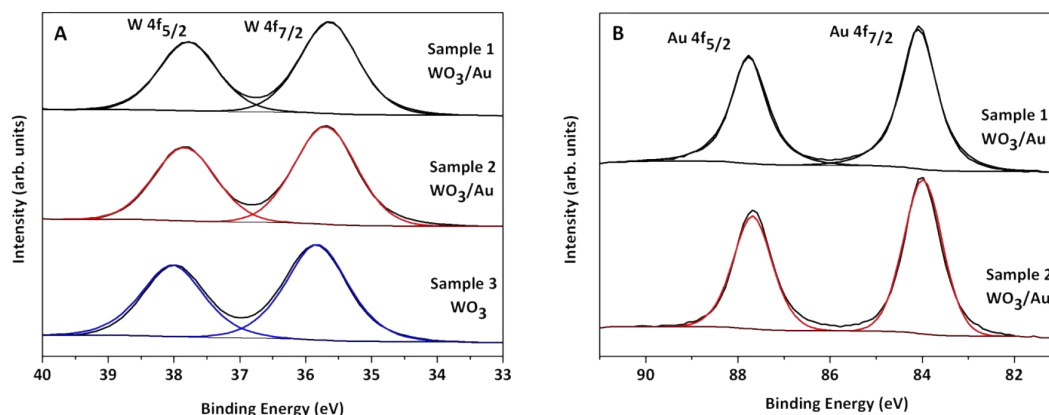 A
W 4f5/2
W 4f7/2
Sample 1
WO3/Au
Sample 2
WO3/Au
Sample 3
WO3
Intensity (arb. units)
40 39 38 37 36 35 34 33
Binding Energy (eV)
B
Au 4f5/2
Au 4f7/2
Sample 1
WO3/Au
Sample 2
WO3/Au
Intensity (arb. units)
90 88 86 84 82
Binding Energy (eV)